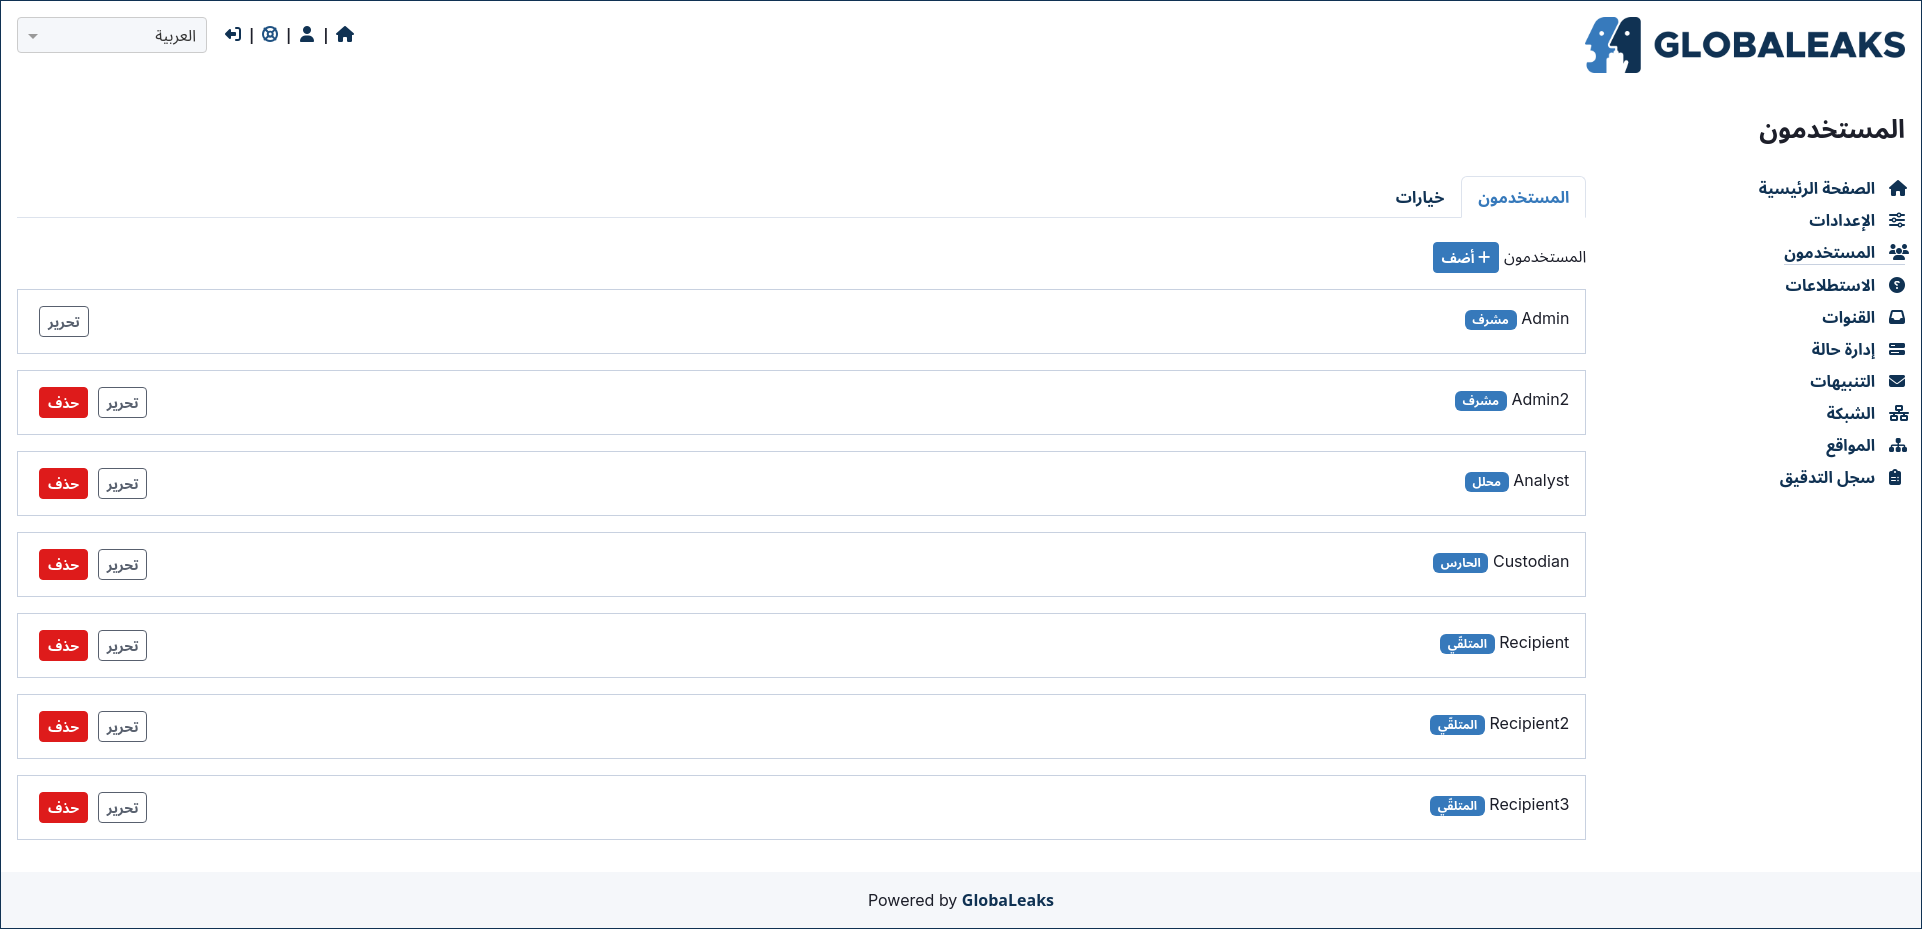 GLOBALEAKS
| | | العربية
المستخدمون
الصفحة الرئيسية
الإعدادات
المستخدمون
الاستطلاعات
القنوات
إدارة حالة
التنبيهات
الشبكة
المواقع
سجل التدقيق
المستخدمون خيارات
المستخدمون + أضف
Admin مشرف تحرير
Admin2 مشرف تحرير حذف
Analyst محلل تحرير حذف
Custodian الحارس تحرير حذف
Recipient المتلقّي تحرير حذف
Recipient2 المتلقّي تحرير حذف
Recipient3 المتلقّي تحرير حذف
Powered by GlobaLeaks